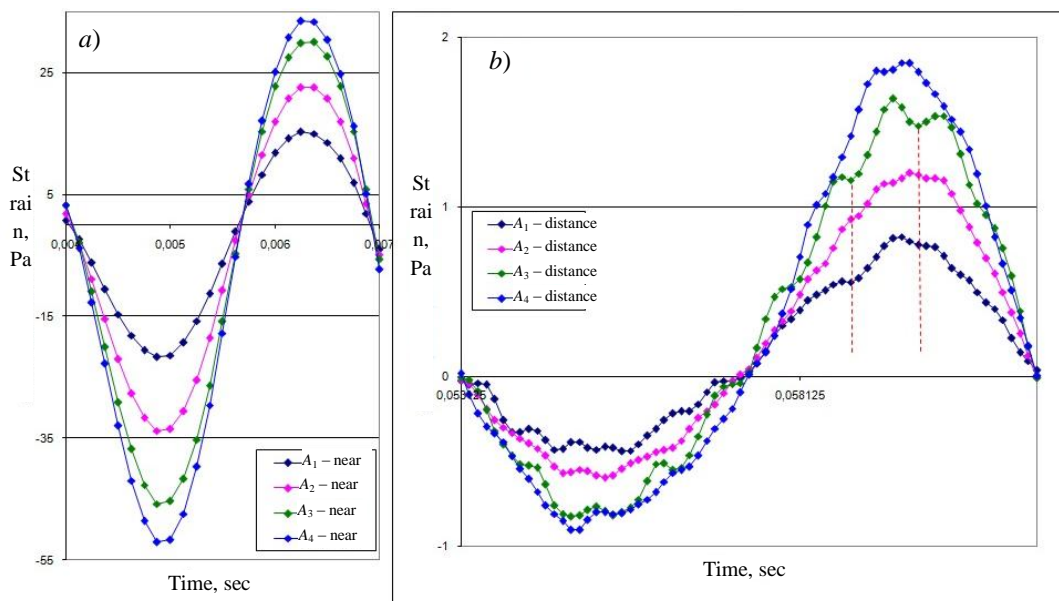 a)
25
St
rai
n,
Pa
5
0,005
0,006
0,007
-15
-35
-55
A1 – near
A2 – near
A3 – near
A4 – near
Time, sec
b)
2
St
rai
n,
Pa
1
A1 – distance
A2 – distance
A3 – distance
A4 – distance
0
0,058125
-1
Time, sec